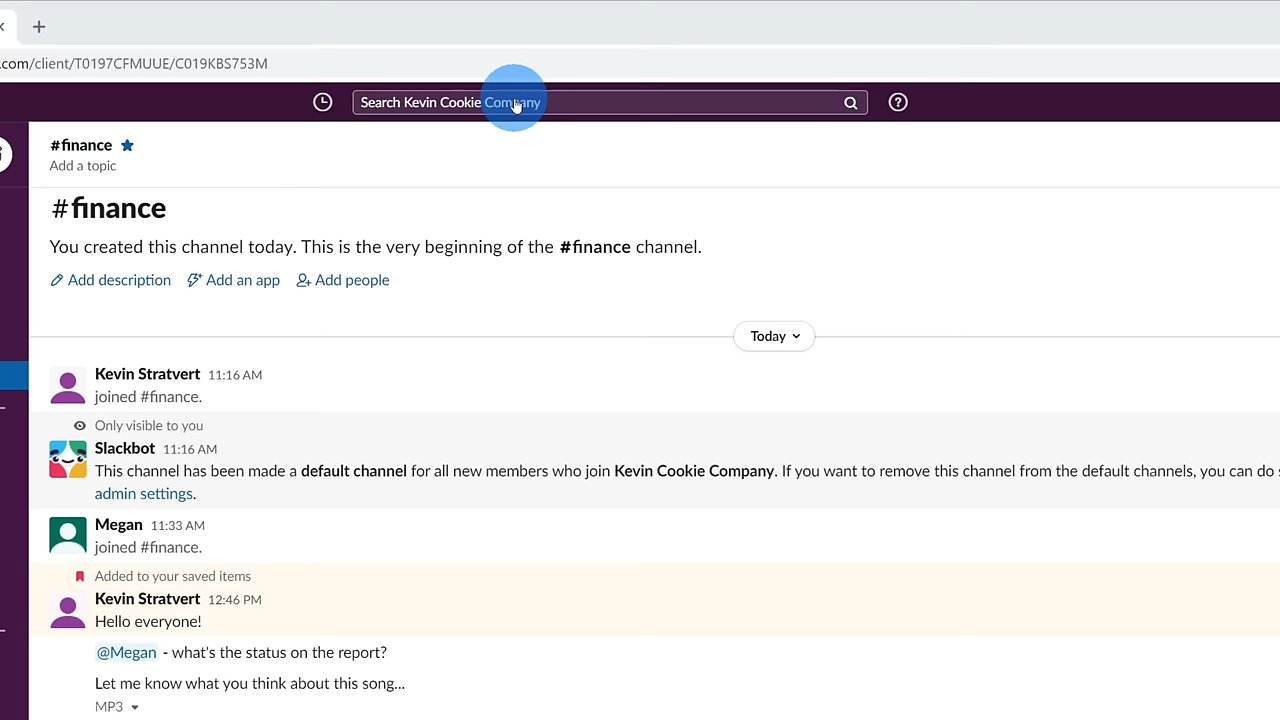 .com/client/T0197CFMUUE/C019KBS753M
Search Kevin Cookie Company
#finance
Add a topic
#finance
You created this channel today. This is the very beginning of the #finance channel.
Add description Add an app Add people
Today
Kevin Stratvert 11:16 AM
joined #finance.
Only visible to you
Slackbot 11:16 AM
This channel has been made a default channel for all new members who join Kevin Cookie Company. If you want to remove this channel from the default channels, you can do
admin settings.
Megan 11:33 AM
joined #finance.
Added to your saved items
Kevin Stratvert 12:46 PM
Hello everyone!
@Megan - what's the status on the report?
Let me know what you think about this song...
MP3